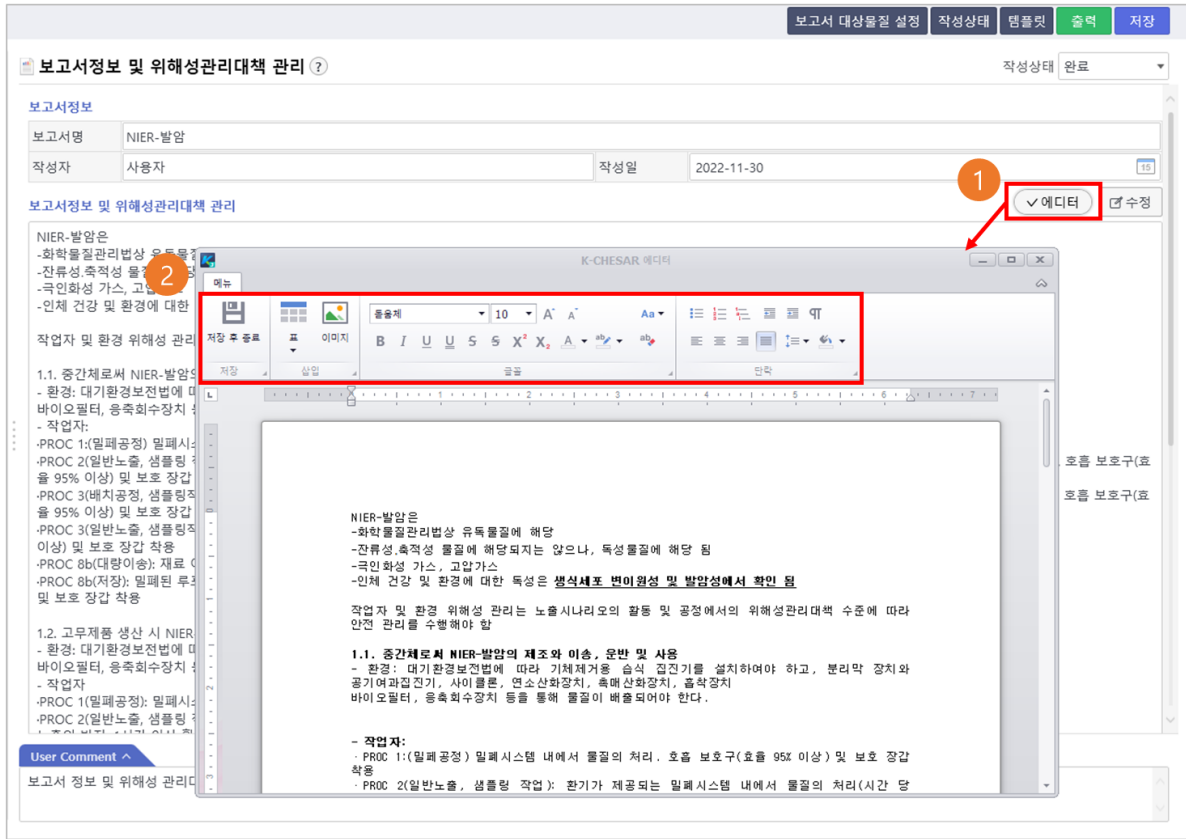 보고서 대상물질 설정 작성상태 템플릿 출력 저장
보고서정보 및 위해성관리대책 관리 ?
작성상태 완료
보고서정보
보고서명 NIER-발암
작성자 사용자 작성일 2022-11-30 15
1
보고서정보 및 위해성관리대책 관리
에디터 수정
NIER-발암은
-화학물질관리법상 유독물질
-잔류성.축적성 물
-극인화성 가스, 고압
-인체 건강 및 환경에 대한
작업자 및 환경 위해성 관리
1.1. 중간체로써 NIER-발암의
- 환경: 대기환경보전법에
바이오필터, 응축회수장치
- 작업자:
·PROC 1:(밀폐공정) 밀폐시
·PROC 2(일반노출, 샘플링
율 95% 이상) 및 보호 장갑
·PROC 3(배치공정, 샘플링작
율 95% 이상) 및 보호 장갑
·PROC 3(일반노출, 샘플링작
이상) 및 보호 장갑 착용
·PROC 8b(대량이송): 재료
·PROC 8b(저장): 밀폐된 루프
및 보호 장갑 착용
1.2. 고무제품 생산 시 NIER
- 환경: 대기환경보전법에
바이오필터, 응축회수장치
- 작업자
·PROC 1(밀폐공정): 밀폐시
·PROC 2(일반노출, 샘플링
호흡 보호구(효
호흡 보호구(효
2
K-CHESAR 에디터
메뉴
저장 후 종료 표 이미지 돋움체 10 A A Aa
B I U U S S X² X₂ A ab ab
저장 삽입 글꼴 단락
L 1 2 3 4 5 6 7
2
3
NIER-발암은
-화학물질관리법상 유독물질에 해당
-잔류성.축적성 물질에 해당되지는 않으나, 독성물질에 해당 됨
-극인화성 가스, 고압가스
-인체 건강 및 환경에 대한 독성은 생식세포 변이원성 및 발암성에서 확인 됨
작업자 및 환경 위해성 관리는 노출시나리오의 활동 및 공정에서의 위해성관리대책 수준에 따라
안전 관리를 수행해야 함
1.1. 중간체로써 NIER-발암의 제조와 이송, 운반 및 사용
- 환경: 대기환경보전법에 따라 기체제거용 습식 집진기를 설치하여야 하고, 분리막 장치와
공기여과집진기, 사이클론, 연소산화장치, 촉매산화장치, 흡착장치
바이오필터, 응축회수장치 등을 통해 물질이 배출되어야 한다.
- 작업자:
·PROC 1:(밀폐공정) 밀폐시스템 내에서 물질의 처리. 호흡 보호구(효율 95% 이상) 및 보호 장갑
착용
·PROC 2(일반노출, 샘플링 작업): 환기가 제공되는 밀폐시스템 내에서 물질의 처리(시간 당
User Comment
보고서 정보 및 위해성 관리